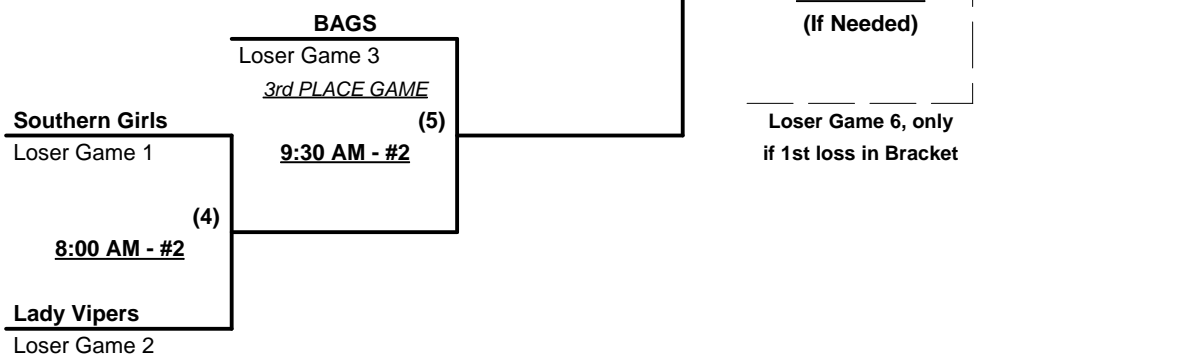 BAGS
(If Needed)
Loser Game 3
3rd PLACE GAME
Southern Girls
(5)
Loser Game 6, only
Loser Game 1
9:30 AM - #2
if 1st loss in Bracket
(4)
8:00 AM - #2
Lady Vipers
Loser Game 2